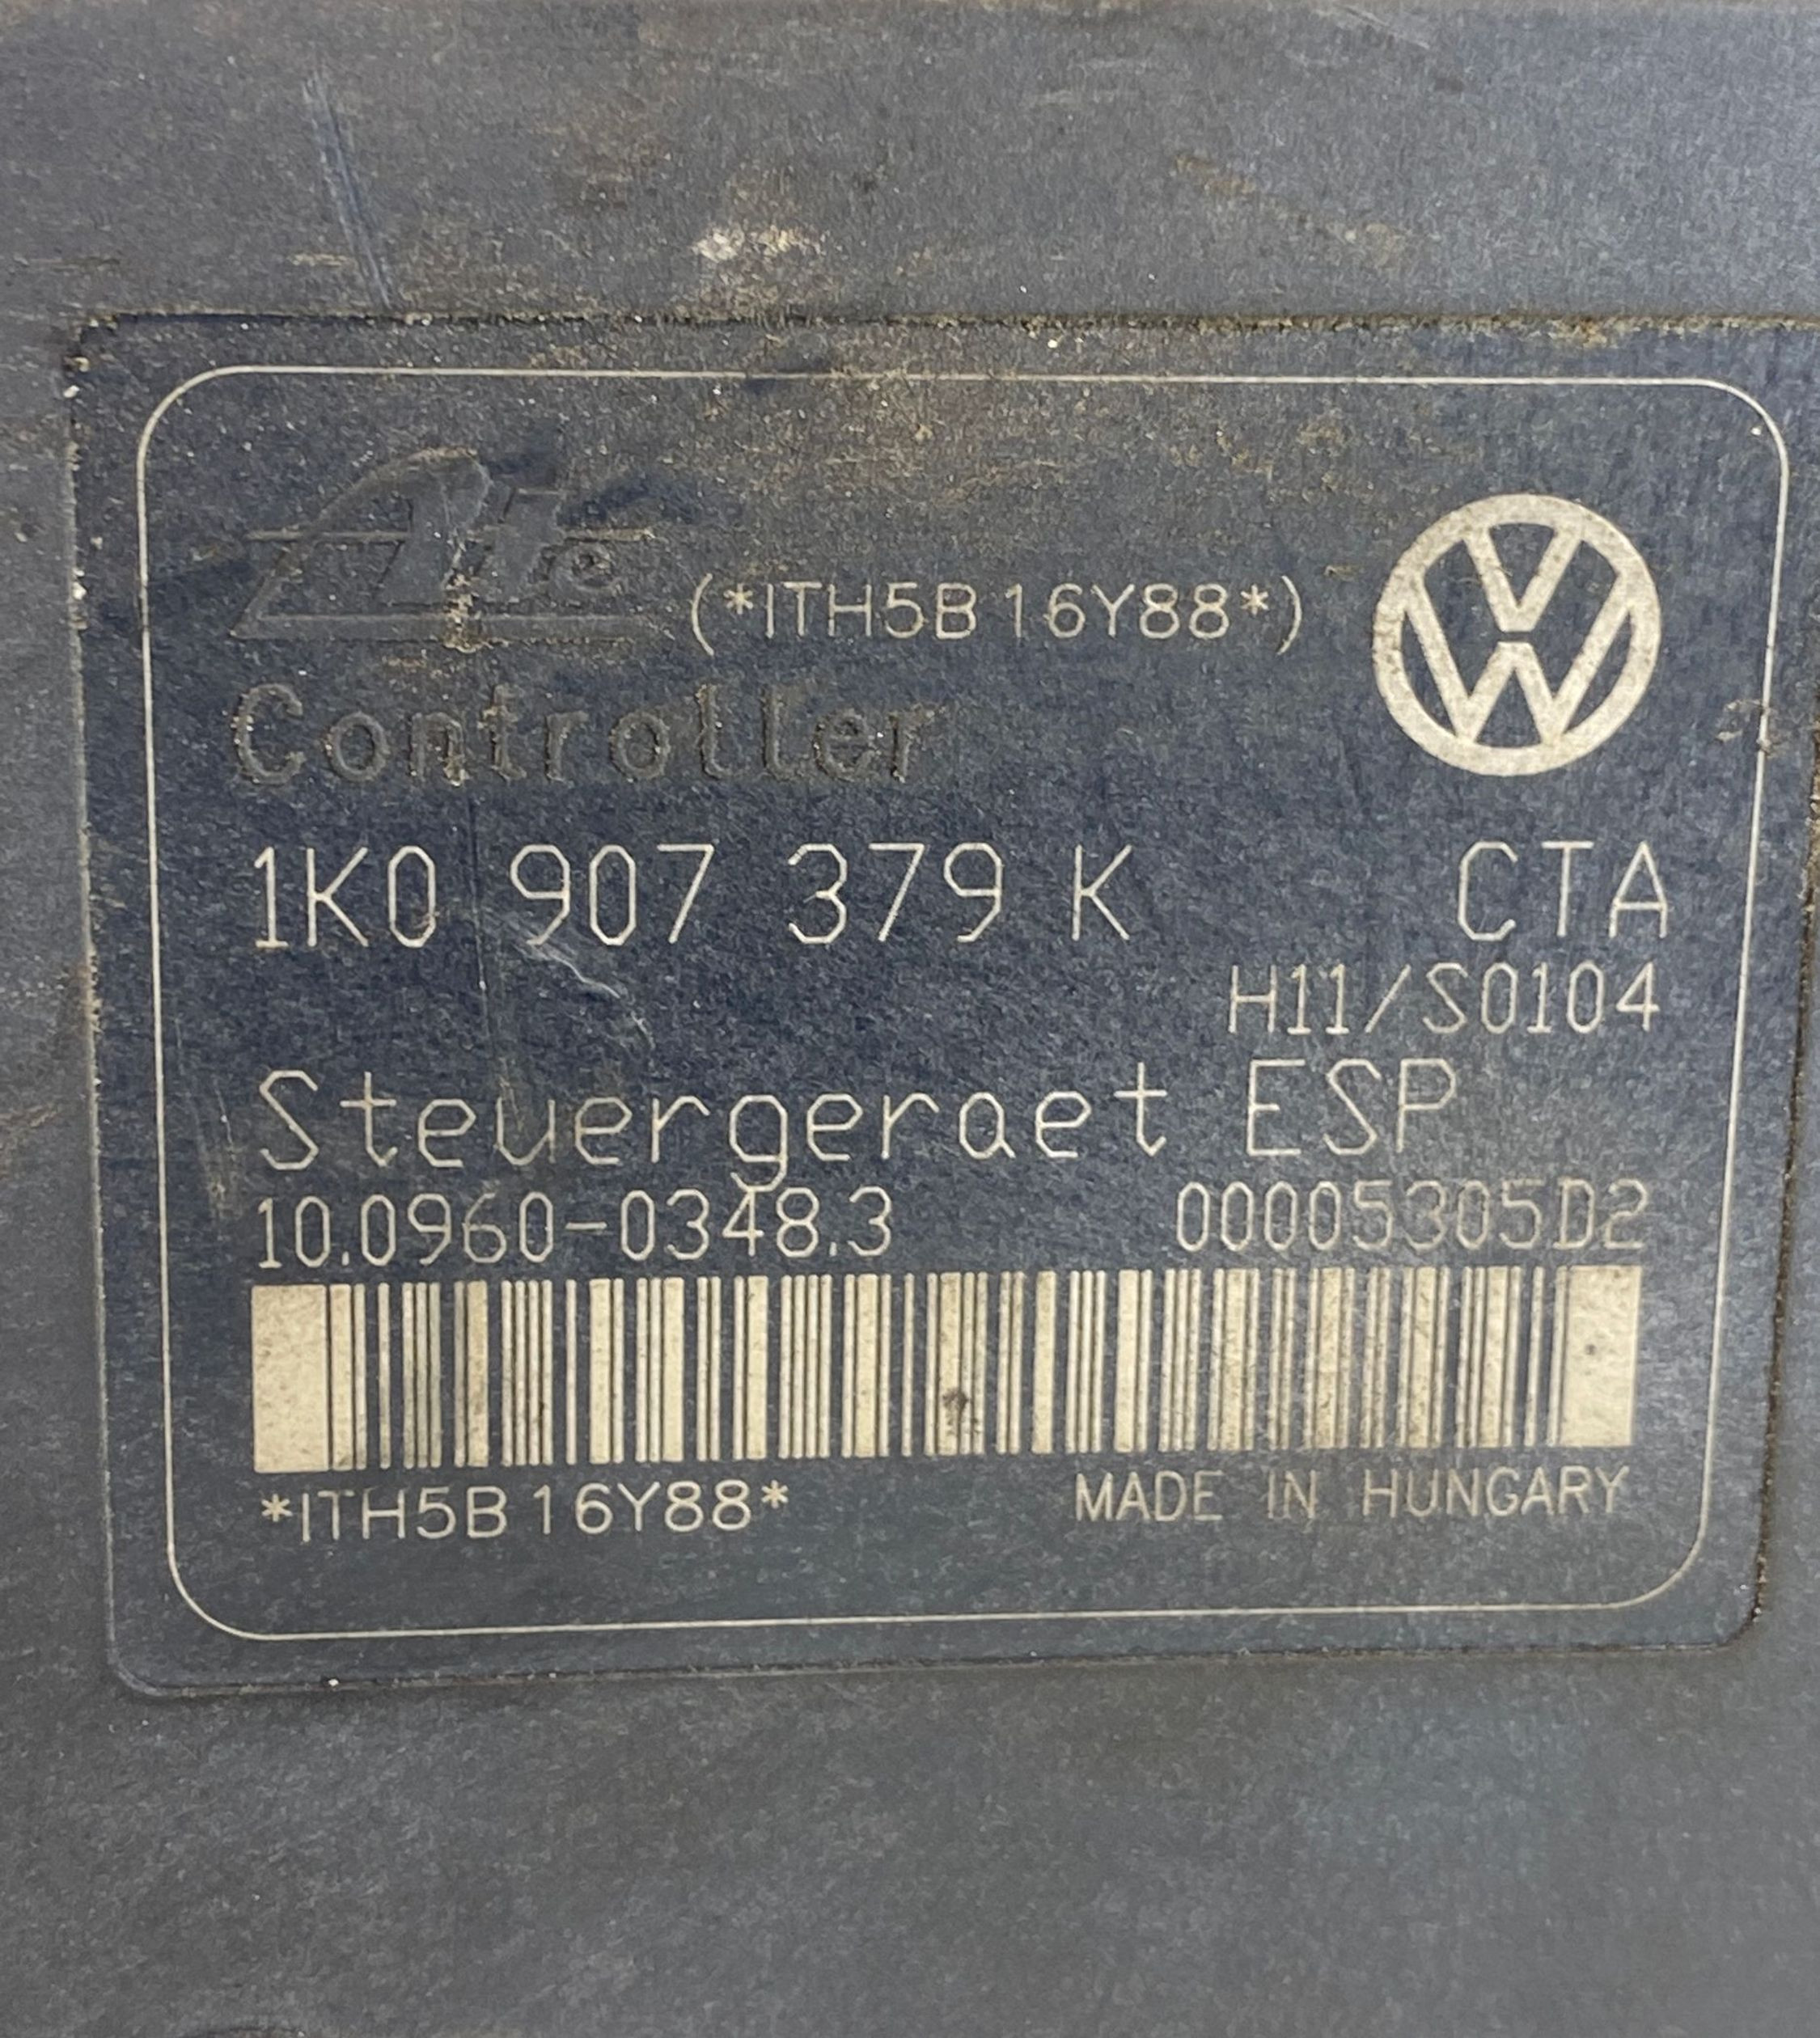 Ate
(*ITH5B16Y88*)
Controller
1K0 907 379 K CTA
H11/S0104
Steuergeraet ESP
10.0960-0348.3 00005305D2
*ITH5B16Y88* MADE IN HUNGARY